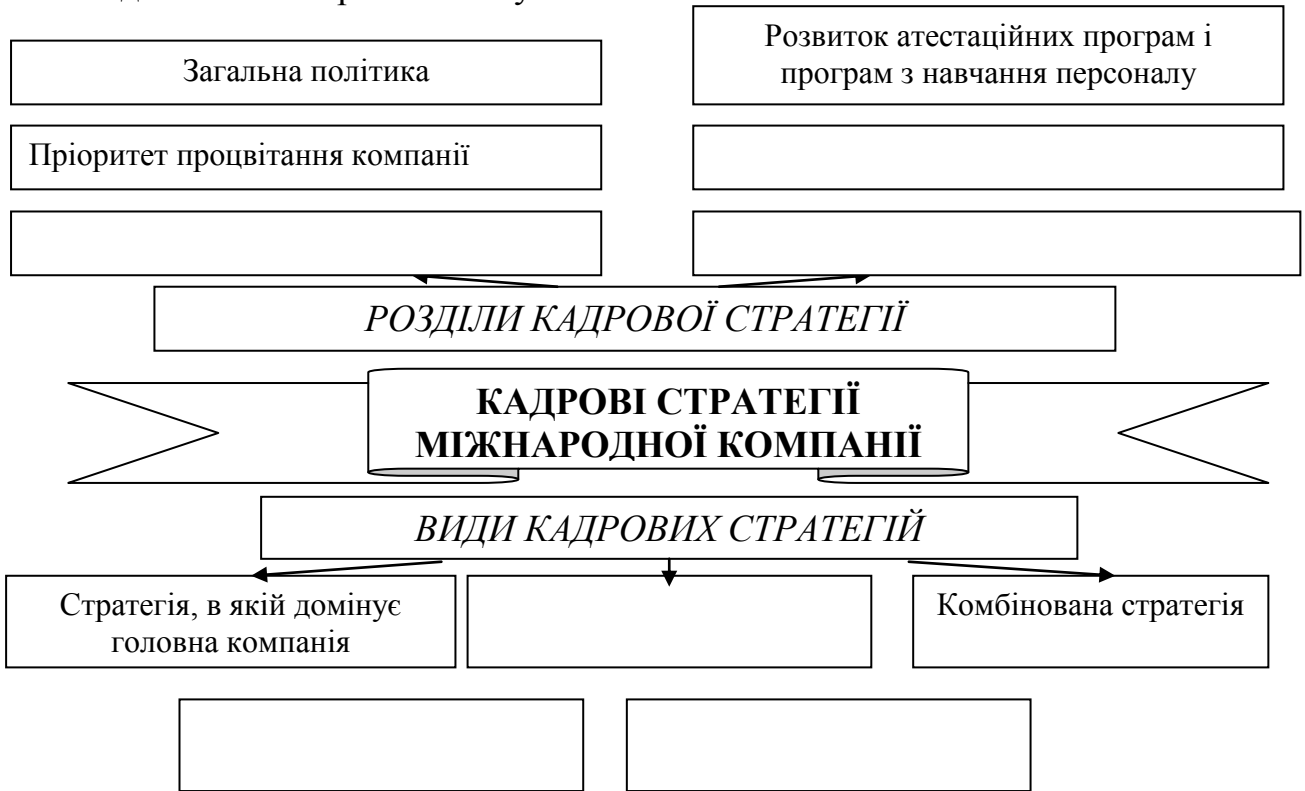 Загальна політика
Розвиток атестаційних програм і
програм з навчання персоналу
Пріоритет процвітання компанії
РОЗДІЛИ КАДРОВОЇ СТРАТЕГІЇ
КАДРОВІ СТРАТЕГІЇ
МІЖНАРОДНОЇ КОМПАНІЇ
ВИДИ КАДРОВИХ СТРАТЕГІЙ
Стратегія, в якій домінує
головна компанія
Комбінована стратегія